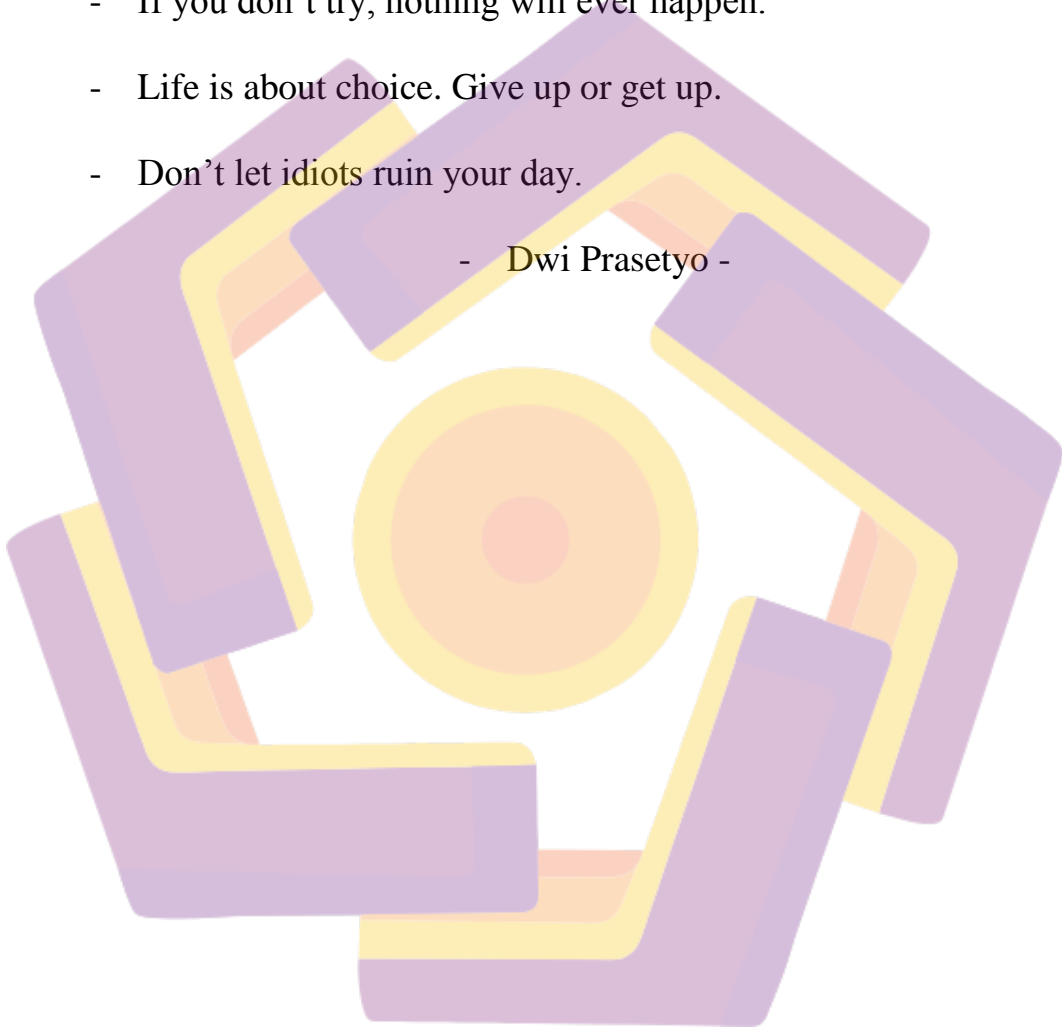 - If you don’t try, nothing will ever happen.
- Life is about choice. Give up or get up.
- Don’t let idiots ruin your day.
- Dwi Prasetyo -